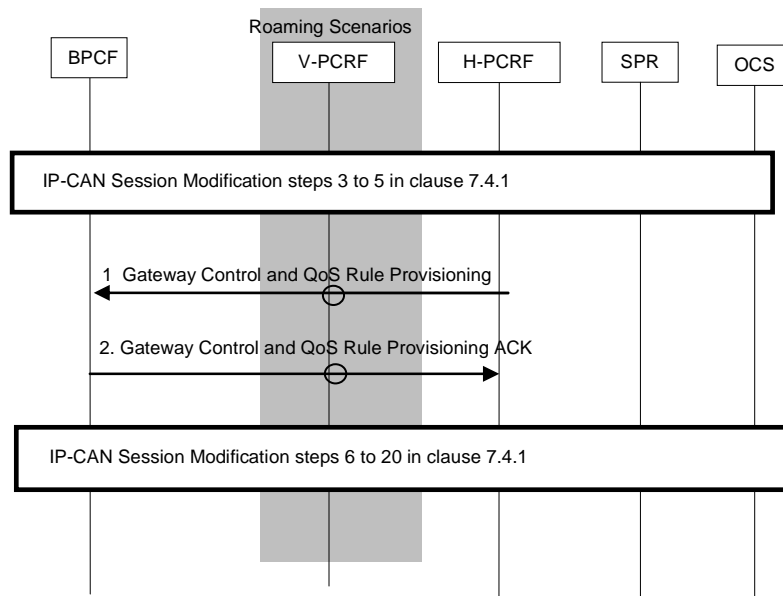 Roaming Scenarios
BPCF
V-PCRF
H-PCRF
SPR
OCS
IP-CAN Session Modification steps 3 to 5 in clause 7.4.1
1 Gateway Control and QoS Rule Provisioning
2. Gateway Control and QoS Rule Provisioning ACK
IP-CAN Session Modification steps 6 to 20 in clause 7.4.1